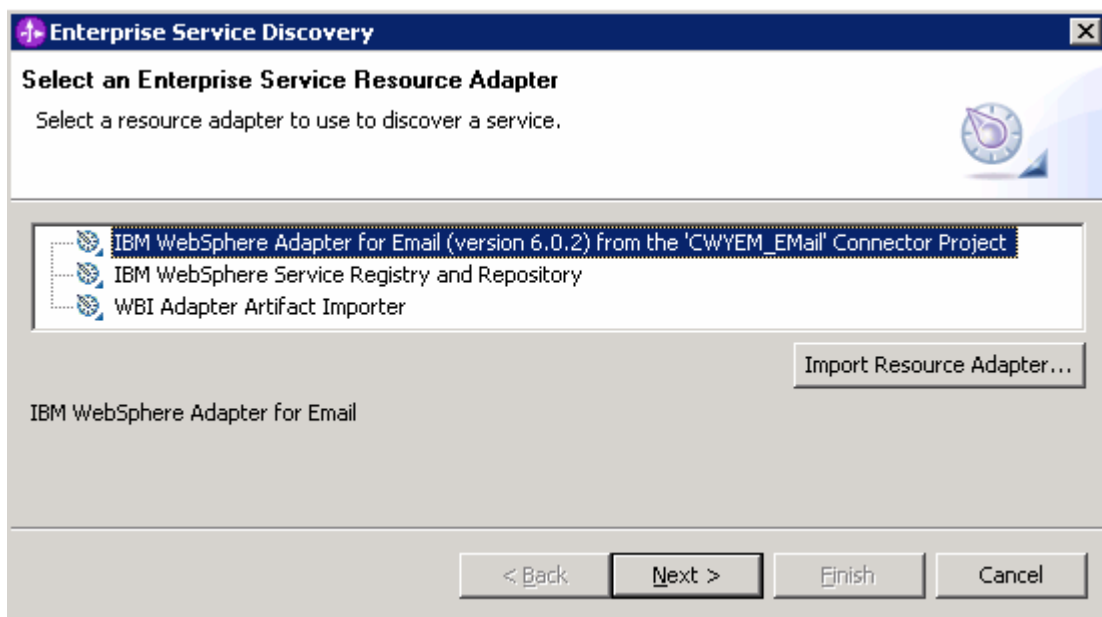 Enterprise Service Discovery
Select an Enterprise Service Resource Adapter
Select a resource adapter to use to discover a service.
IBM WebSphere Adapter for Email (version 6.0.2) from the 'CWYEM_EMail' Connector Project
IBM WebSphere Service Registry and Repository
WBI Adapter Artifact Importer
Import Resource Adapter...
IBM WebSphere Adapter for Email
< Back Next > Finish Cancel